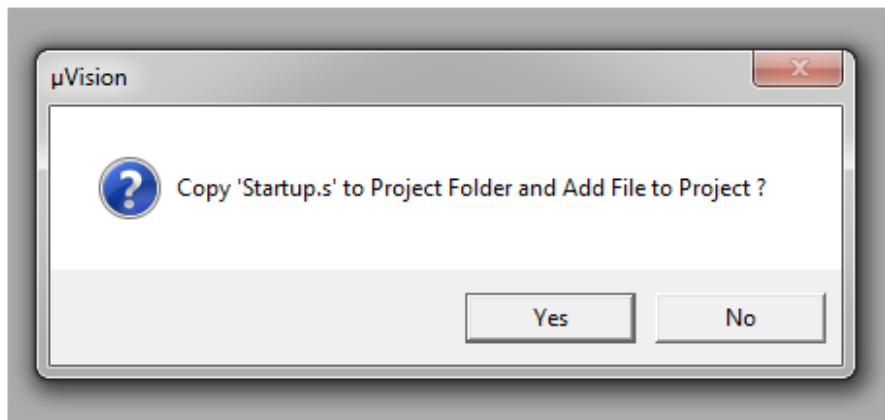 µVision
Copy 'Startup.s' to Project Folder and Add File to Project ?
Yes
No